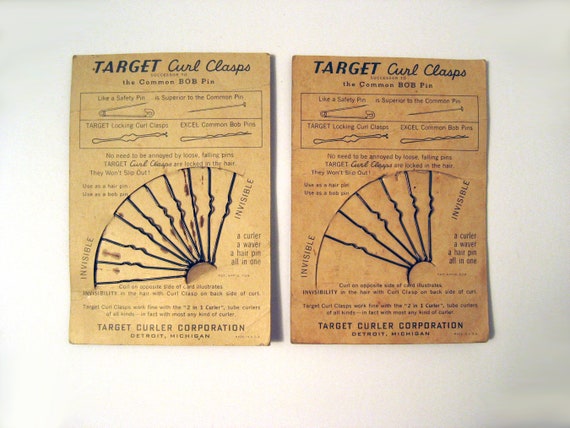 TARGET Curl Clasps
SUCCESSOR TO
the Common BOB Pin
Like a Safety Pin is Superior to the Common Pin
TARGET Locking Curl Clasps EXCEL Common Bob Pins
No need to be annoyed by loose, falling pins
TARGET Curl Clasps are locked in the hair.
They Won't Slip Out!
Use as a hair pin
Use as a bob pin
INVISIBLE
INVISIBLE
a curler
a waver
a hair pin
all in one
Curl on opposite side of card illustrates
INVISIBILITY in the hair with Curl Clasp on back side of curl.
Target Curl Clasps work fine with the "2 in 1 Curler", tube curlers
of all kinds—in fact with most any kind of curler.
TARGET CURLER CORPORATION
DETROIT, MICHIGAN
MADE IN U.S.A.
TARGET Curl Clasps
SUCCESSOR TO
the Common BOB Pin
Like a Safety Pin is Superior to the Common Pin
TARGET Locking Curl Clasps EXCEL Common Bob Pins
No need to be annoyed by loose, falling pins
TARGET Curl Clasps are locked in the hair.
They Won't Slip Out!
Use as a hair pin
Use as a bob pin
INVISIBLE
INVISIBLE
a curler
a waver
a hair pin
all in one
Curl on opposite side of card illustrates
INVISIBILITY in the hair with Curl Clasp on back side of curl.
Target Curl Clasps work fine with the "2 in 1 Curler", tube curlers
of all kinds—in fact with most any kind of curler.
TARGET CURLER CORPORATION
DETROIT, MICHIGAN
MADE IN U.S.A.